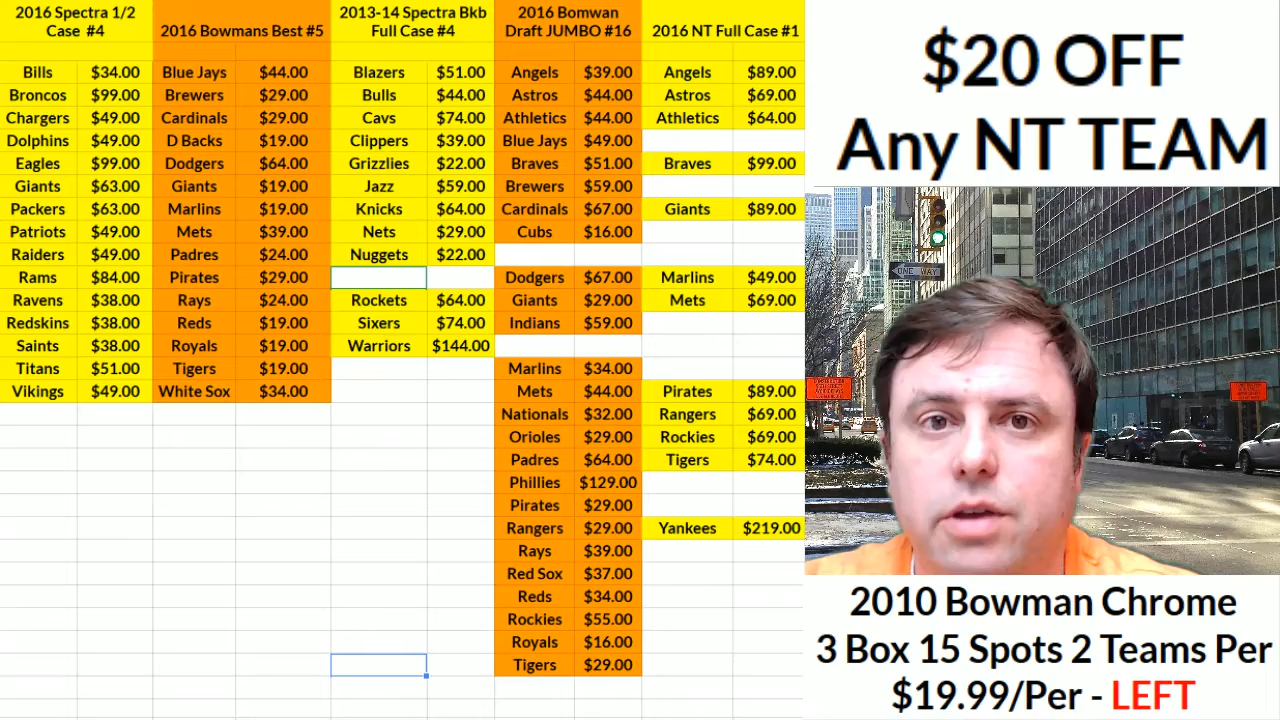 2016 Spectra 1/2
Case #4
2016 Bowmans Best #5
2013-14 Spectra Bkb
Full Case #4
2016 Bomwan
Draft JUMBO #16
2016 NT Full Case #1
Bills $34.00 Blue Jays $44.00 Blazers $51.00 Angels $39.00 Angels $89.00
Broncos $99.00 Brewers $29.00 Bulls $44.00 Astros $44.00 Astros $69.00
Chargers $49.00 Cardinals $29.00 Cavs $74.00 Athletics $44.00 Athletics $64.00
Dolphins $49.00 D Backs $19.00 Clippers $39.00 Blue Jays $49.00
Eagles $99.00 Dodgers $64.00 Grizzlies $22.00 Braves $51.00 Braves $99.00
Giants $63.00 Giants $19.00 Jazz $59.00 Brewers $59.00
Packers $63.00 Marlins $19.00 Knicks $64.00 Cardinals $67.00 Giants $89.00
Patriots $49.00 Mets $39.00 Nets $29.00 Cubs $16.00
Raiders $49.00 Padres $24.00 Nuggets $22.00
Rams $84.00 Pirates $29.00 Dodgers $67.00 Marlins $49.00
Ravens $38.00 Rays $24.00 Rockets $64.00 Giants $29.00 Mets $69.00
Redskins $38.00 Reds $19.00 Sixers $74.00 Indians $59.00
Saints $38.00 Royals $19.00 Warriors $144.00
Titans $51.00 Tigers $19.00 Marlins $34.00
Vikings $49.00 White Sox $34.00 Mets $44.00 Pirates $89.00
Nationals $32.00 Rangers $69.00
Orioles $29.00 Rockies $69.00
Padres $64.00 Tigers $74.00
Phillies $129.00
Pirates $29.00
Rangers $29.00 Yankees $219.00
Rays $39.00
Red Sox $37.00
Reds $34.00
Rockies $55.00
Royals $16.00
Tigers $29.00
$20 OFF
Any NT TEAM
ONE WAY
2010 Bowman Chrome
3 Box 15 Spots 2 Teams Per
$19.99/Per - LEFT